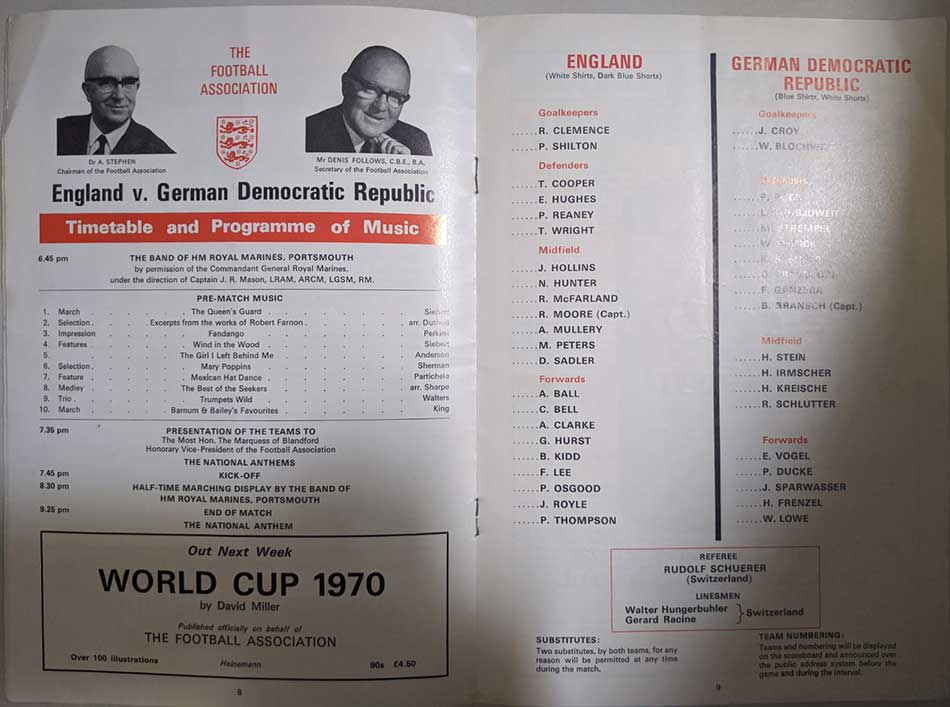 THE
FOOTBALL
ASSOCIATION
Dr A. STEPHEN
Chairman of the Football Association
Mr DENIS FOLLOWS, C.B.E., B.A.
Secretary of the Football Association
England v. German Democratic Republic
Timetable and Programme of Music
6.45 pm THE BAND OF HM ROYAL MARINES, PORTSMOUTH
by permission of the Commandant General Royal Marines,
under the direction of Captain J. R. Mason, LRAM, ARCM, LGSM, RM.
PRE-MATCH MUSIC
1. March . . . . . The Queen's Guard . . . . . . Siebert
2. Selection . Excerpts from the works of Robert Farnon . . . . . arr. Duthoit
3. Impression . . . . . Fandango . . . . . . Perkins
4. Features . . . . . Wind in the Wood . . . . . . Siebert
5. The Girl I Left Behind Me . . . . . Anderson
6. Selection . . . . . Mary Poppins . . . . . . Sherman
7. Feature . . . . . Mexican Hat Dance . . . . . . Partichela
8. Medley . . . . . The Best of the Seekers . . . . . arr. Sharpe
9. Trio . . . . . . Trumpets Wild . . . . . . Walters
10. March . . . . Barnum & Bailey's Favourites . . . . . King
7.35 pm PRESENTATION OF THE TEAMS TO
The Most Hon. The Marquess of Blandford
Honorary Vice-President of the Football Association
THE NATIONAL ANTHEMS
7.45 pm KICK-OFF
8.30 pm HALF-TIME MARCHING DISPLAY BY THE BAND OF
HM ROYAL MARINES, PORTSMOUTH
9.25 pm END OF MATCH
THE NATIONAL ANTHEM
Out Next Week
WORLD CUP 1970
by David Miller
Published officially on behalf of
THE FOOTBALL ASSOCIATION
Over 100 illustrations Heinemann 90s £4.50
8
ENGLAND
(White Shirts, Dark Blue Shorts)
Goalkeepers
......R. CLEMENCE
......P. SHILTON
Defenders
......T. COOPER
......E. HUGHES
......P. REANEY
......T. WRIGHT
Midfield
......J. HOLLINS
......N. HUNTER
......R. McFARLAND
......R. MOORE (Capt.)
......A. MULLERY
......M. PETERS
......D. SADLER
Forwards
......A. BALL
......C. BELL
......A. CLARKE
......G. HURST
......B. KIDD
......F. LEE
......P. OSGOOD
......J. ROYLE
......P. THOMPSON
GERMAN DEMOCRATIC
REPUBLIC
(Blue Shirts, White Shorts)
Goalkeepers
......J. CROY
......W. BLOCHWITZ
......B. BRANSCH (Capt.)
Midfield
......H. STEIN
......H. IRMSCHER
......H. KREISCHE
......R. SCHLUTTER
Forwards
......E. VOGEL
......P. DUCKE
......J. SPARWASSER
......H. FRENZEL
......W. LOWE
REFEREE
RUDOLF SCHUERER
(Switzerland)
LINESMEN
Walter Hungerbuhler
Gerard Racine } Switzerland
SUBSTITUTES:
Two substitutes, by both teams, for any
reason will be permitted at any time
during the match.
TEAM NUMBERING:
Teams and numbering will be displayed
on the scoreboard and announced over
the public address system before the
game and during the interval.
9